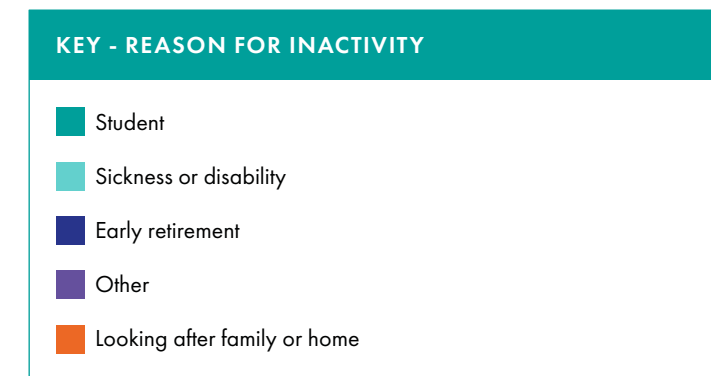 KEY - REASON FOR INACTIVITY
Student
Sickness or disability
Early retirement
Other
Looking after family or home